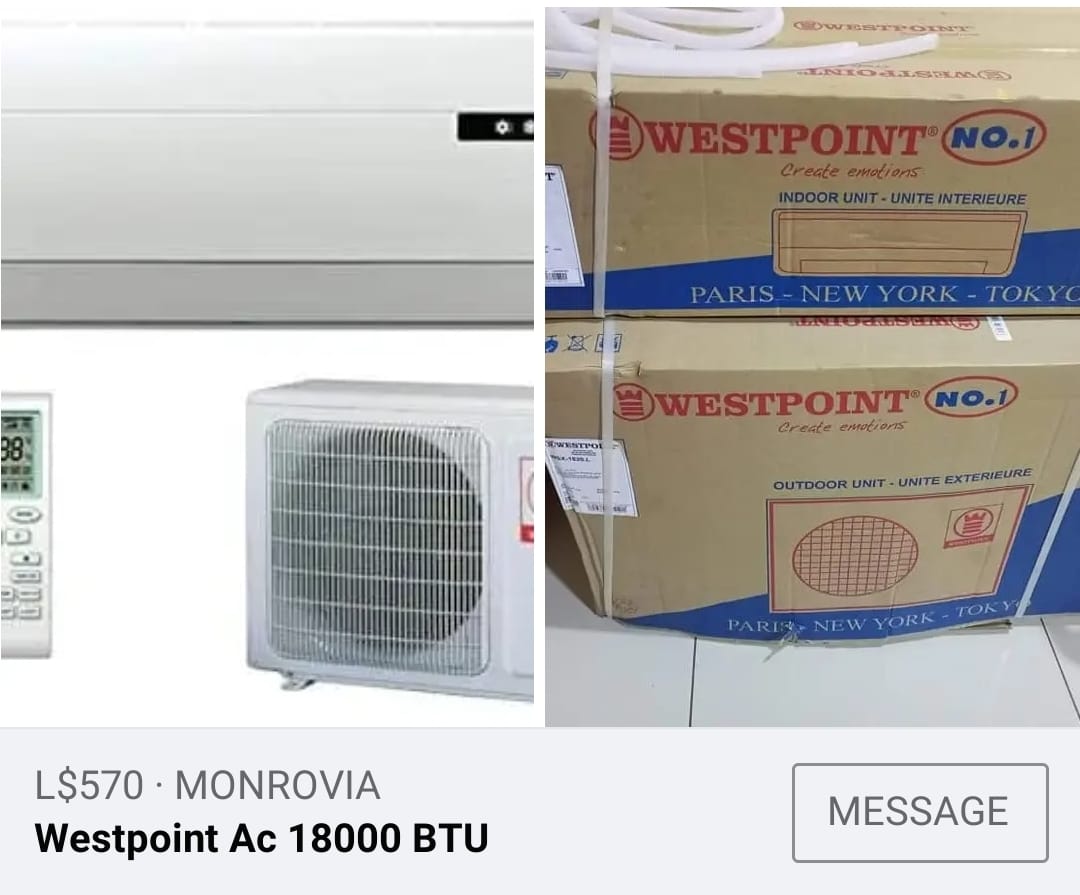 WESTPOINT
WESTPOINT
WESTPOINT® NO.1
Create emotions
INDOOR UNIT - UNITE INTERIEURE
PARIS - NEW YORK - TOKYO
WESTPOINT
WESTPOINT® NO.1
Create emotions
WESTPOINT
OUTDOOR UNIT - UNITE EXTERIEURE
PARIS - NEW YORK - TOKYO
L$570 · MONROVIA
Westpoint Ac 18000 BTU
MESSAGE